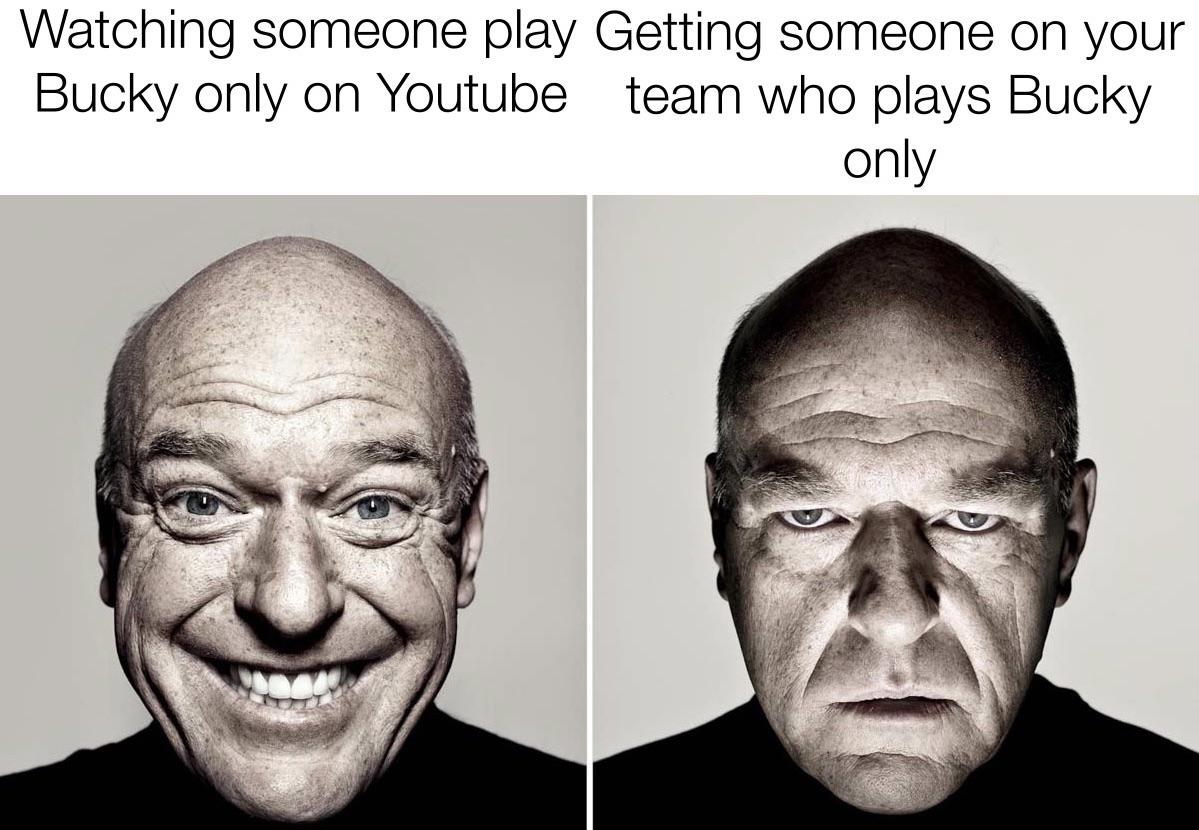 Watching someone play
Bucky only on Youtube
Getting someone on your
team who plays Bucky
only